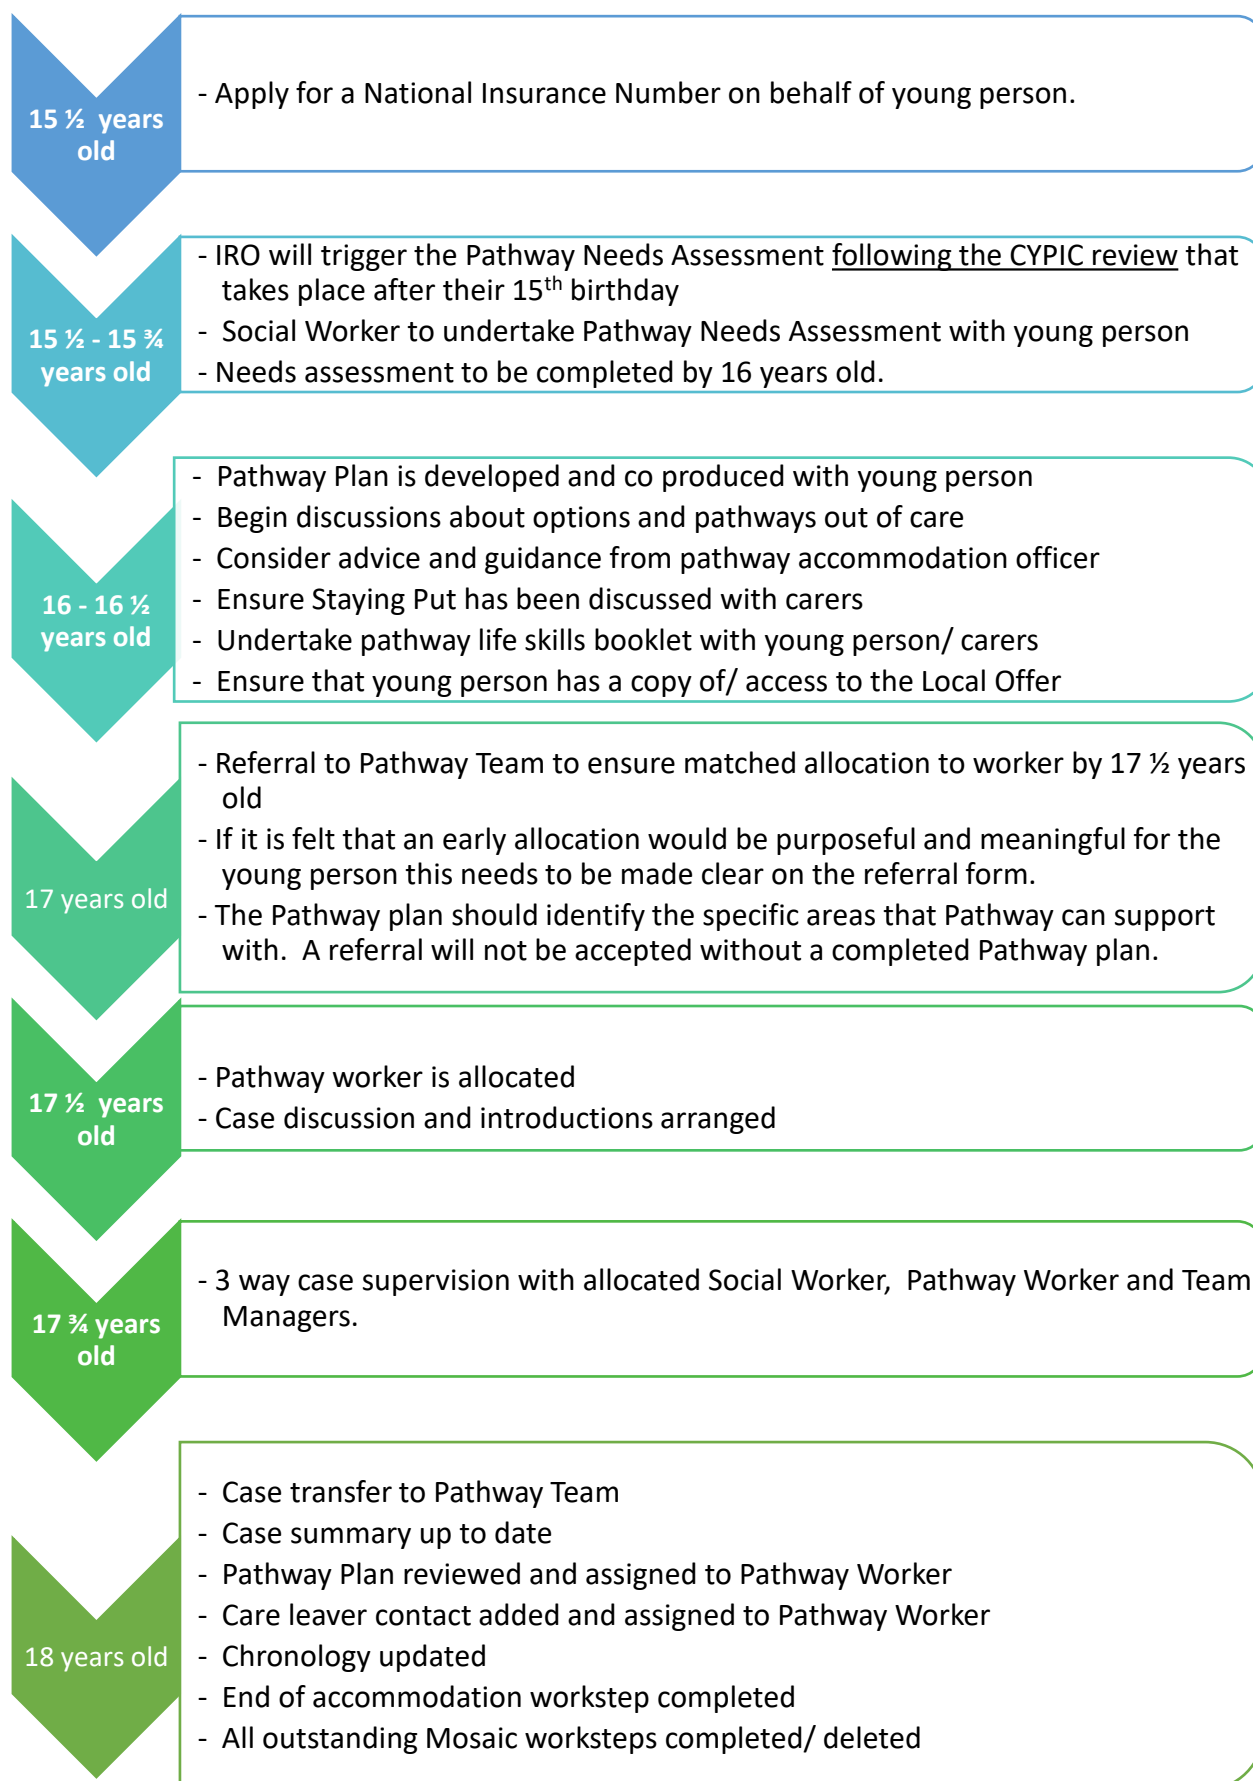 15 ½ years
old
- Apply for a National Insurance Number on behalf of young person.
15 ½ - 15 ¾
years old
- IRO will trigger the Pathway Needs Assessment following the CYPIC review that
takes place after their 15th birthday
- Social Worker to undertake Pathway Needs Assessment with young person
- Needs assessment to be completed by 16 years old.
16 - 16 ½
years old
- Pathway Plan is developed and co produced with young person
- Begin discussions about options and pathways out of care
- Consider advice and guidance from pathway accommodation officer
- Ensure Staying Put has been discussed with carers
- Undertake pathway life skills booklet with young person/ carers
- Ensure that young person has a copy of/ access to the Local Offer
17 years old
- Referral to Pathway Team to ensure matched allocation to worker by 17 ½ years
old
- If it is felt that an early allocation would be purposeful and meaningful for the
young person this needs to be made clear on the referral form.
- The Pathway plan should identify the specific areas that Pathway can support
with. A referral will not be accepted without a completed Pathway plan.
17 ½ years
old
- Pathway worker is allocated
- Case discussion and introductions arranged
17 ¾ years
old
- 3 way case supervision with allocated Social Worker, Pathway Worker and Team
Managers.
18 years old
- Case transfer to Pathway Team
- Case summary up to date
- Pathway Plan reviewed and assigned to Pathway Worker
- Care leaver contact added and assigned to Pathway Worker
- Chronology updated
- End of accommodation workstep completed
- All outstanding Mosaic worksteps completed/ deleted